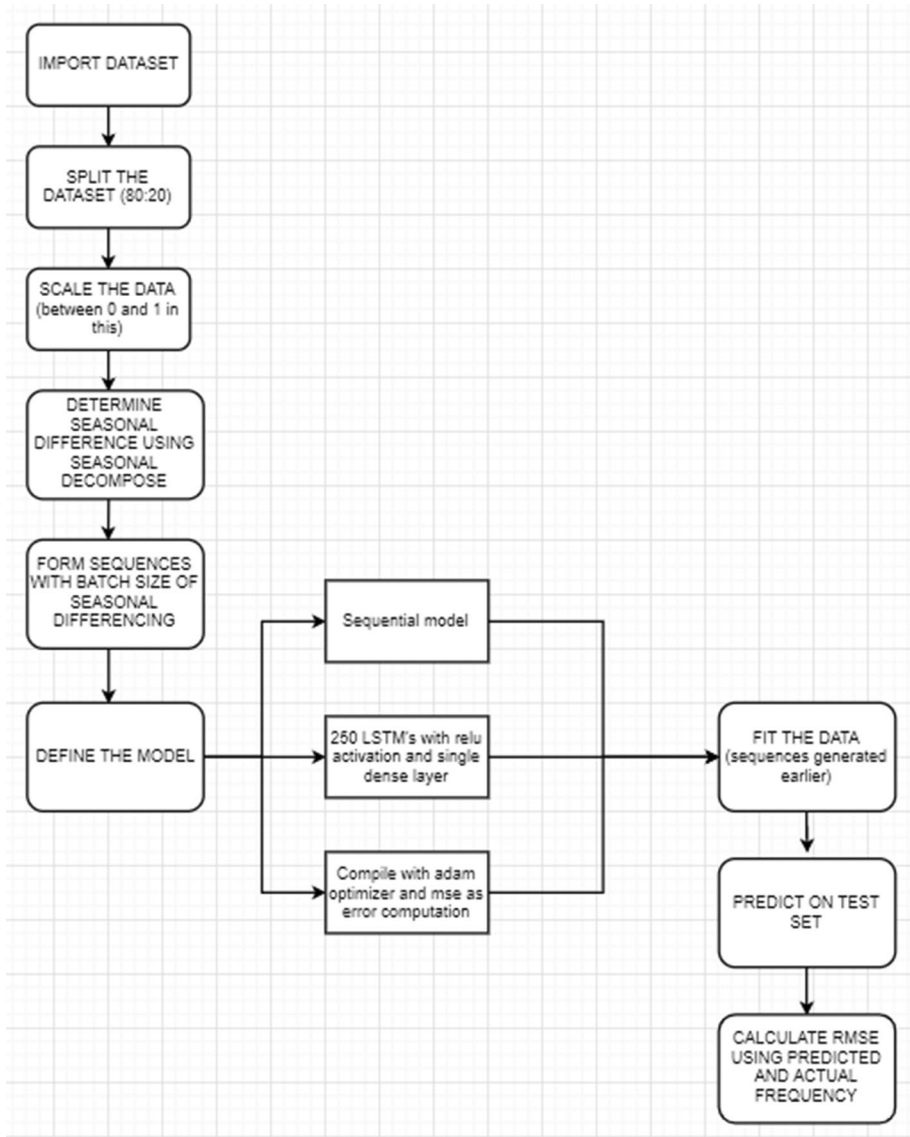 IMPORT DATASET
SPLIT THE
DATASET (80:20)
SCALE THE DATA
(between 0 and 1 in
this)
DETERMINE
SEASONAL
DIFFERENCE USING
SEASONAL
DECOMPOSE
FORM SEQUENCES
WITH BATCH SIZE OF
SEASONAL
DIFFERENCING
DEFINE THE MODEL
Sequential model
250 LSTM's with relu
activation and single
dense layer
Compile with adam
optimizer and mse as
error computation
FIT THE DATA
(sequences generated
earlier)
PREDICT ON TEST
SET
CALCULATE RMSE
USING PREDICTED
AND ACTUAL
FREQUENCY